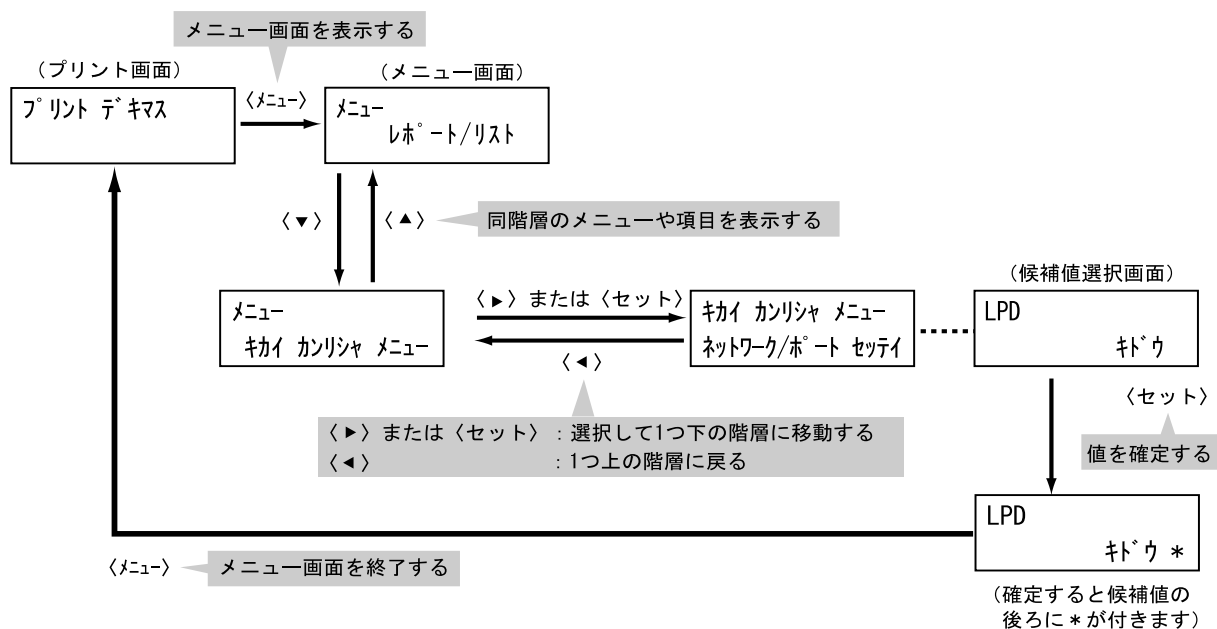 メニュー画面を表示する
（プリント画面）
（メニュー画面）
ﾌﾟﾘﾝﾄ ﾃﾞｷﾏｽ
〈ﾒﾆｭｰ〉
ﾒﾆｭｰ
ﾚﾎﾟｰﾄ/ﾘｽﾄ
〈▼〉
〈▲〉
同階層のメニューや項目を表示する
（候補値選択画面）
ﾒﾆｭｰ
ｷｶｲ ｶﾝﾘｼｬ ﾒﾆｭｰ
〈▶〉または〈セット〉
〈◀〉
ｷｶｲ ｶﾝﾘｼｬ ﾒﾆｭｰ
ﾈｯﾄﾜｰｸ/ﾎﾟｰﾄ ｾｯﾃｲ
LPD
ｷﾄﾞｳ
〈セット〉
値を確定する
〈▶〉または〈セット〉：選択して1つ下の階層に移動する
〈◀〉：1つ上の階層に戻る
LPD
ｷﾄﾞｳ *
〈ﾒﾆｭｰ〉
メニュー画面を終了する
（確定すると候補値の
後ろに＊が付きます）